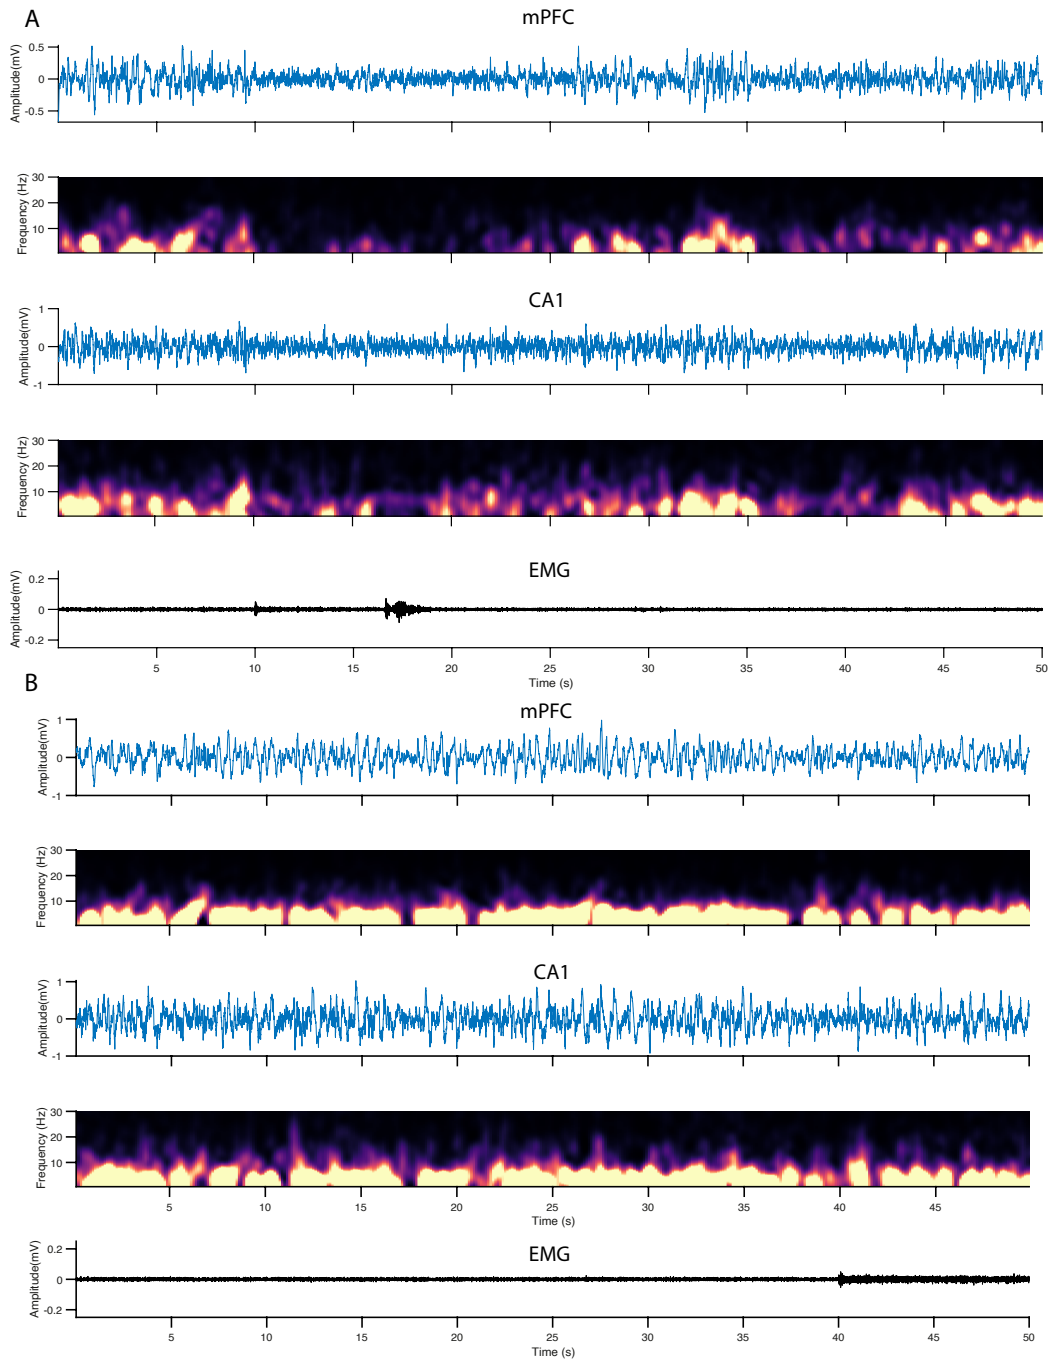 A
mPFC
Amplitude(mV)
0.5
0
-0.5
Frequency (Hz)
30
20
10
CA1
Amplitude(mV)
1
0
-1
Frequency (Hz)
30
20
10
EMG
Amplitude(mV)
0.2
0
-0.2
5 10 15 20 25 30 35 40 45 50
Time (s)
B
mPFC
Amplitude(mV)
1
0
-1
Frequency (Hz)
30
20
10
CA1
Amplitude(mV)
1
0
-1
Frequency (Hz)
30
20
10
5 10 15 20 25 30 35 40 45
Time (s)
EMG
Amplitude(mV)
0.2
0
-0.2
5 10 15 20 25 30 35 40 45 50
Time (s)